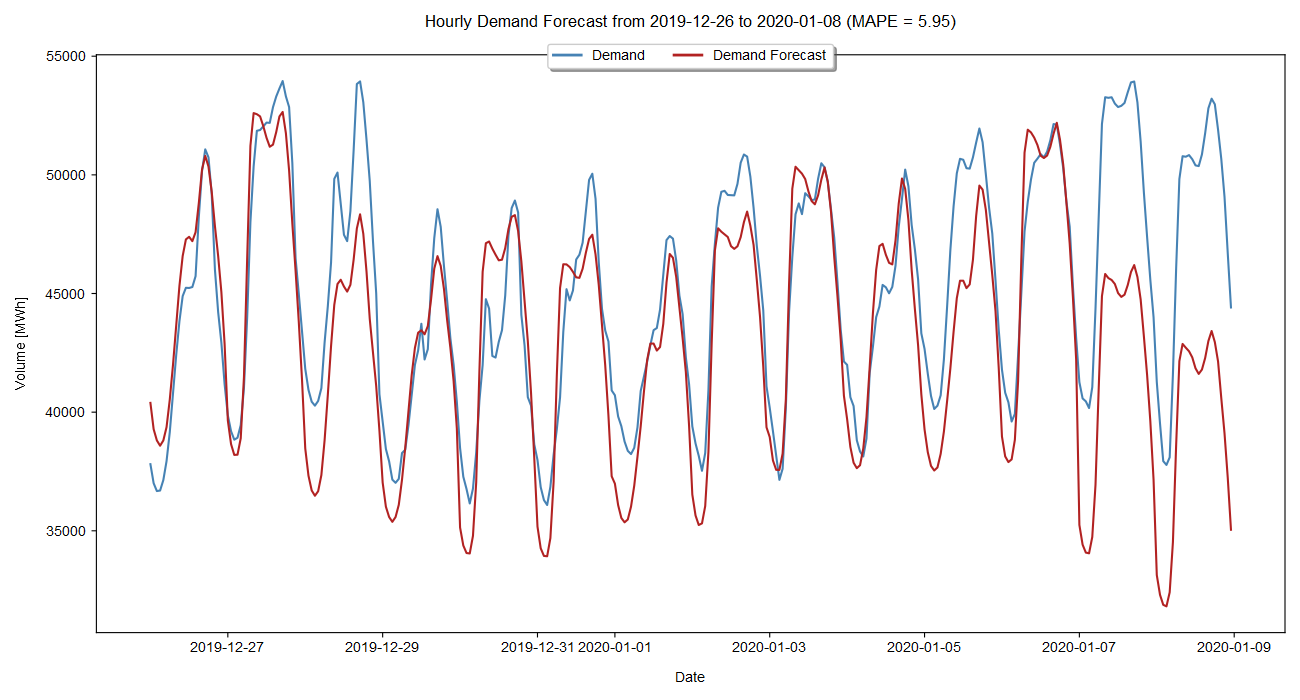 Hourly Demand Forecast from 2019-12-26 to 2020-01-08 (MAPE = 5.95)
Demand Demand Forecast
55000
50000
45000
40000
35000
Volume [MWh]
2019-12-27 2019-12-29 2019-12-31 2020-01-01 2020-01-03 2020-01-05 2020-01-07 2020-01-09
Date